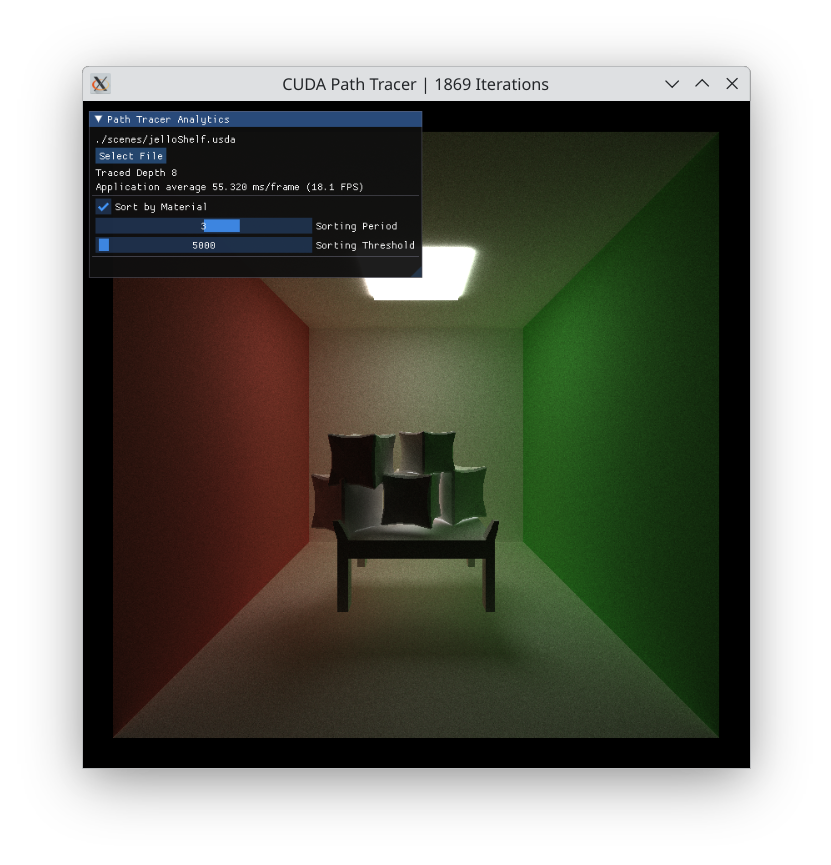 CUDA Path Tracer | 1869 Iterations
Path Tracer Analytics
./scenes/jelloShelf.usda
Select File
Traced Depth 8
Application average 55.320 ms/frame (18.1 FPS)
Sort by Material
3 Sorting Period
5000 Sorting Threshold